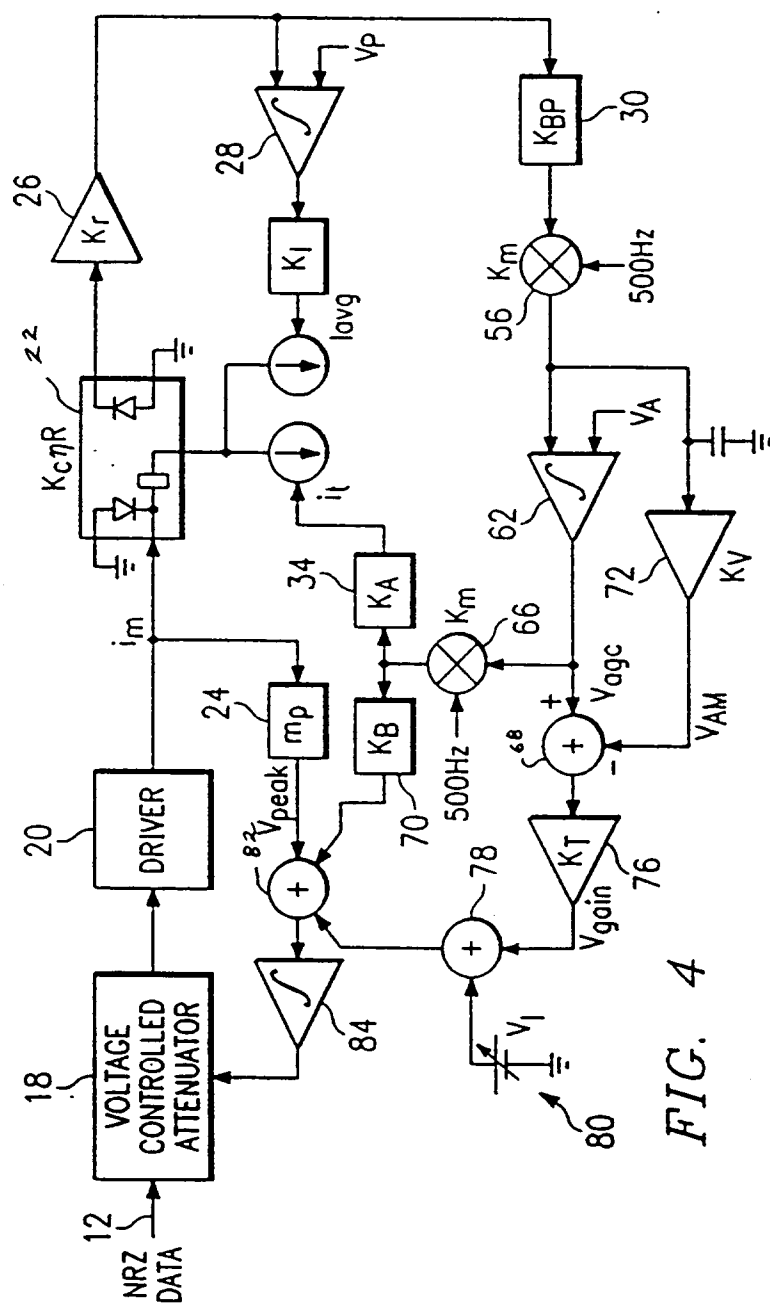 12
NRZ
DATA
18
VOLTAGE
CONTROLLED
ATTENUATOR
20
DRIVER
im
KcηR
22
26
Kr
28
VP
KI
Iavg
it
24
mp
Vpeak
82
+
84
34
KA
KB
70
Km
66
500Hz
KBP
30
Km
56
500Hz
62
VA
72
KV
VAM
Vagc
+
68
+
-
KT
76
Vgain
78
+
V1
80
FIG. 4